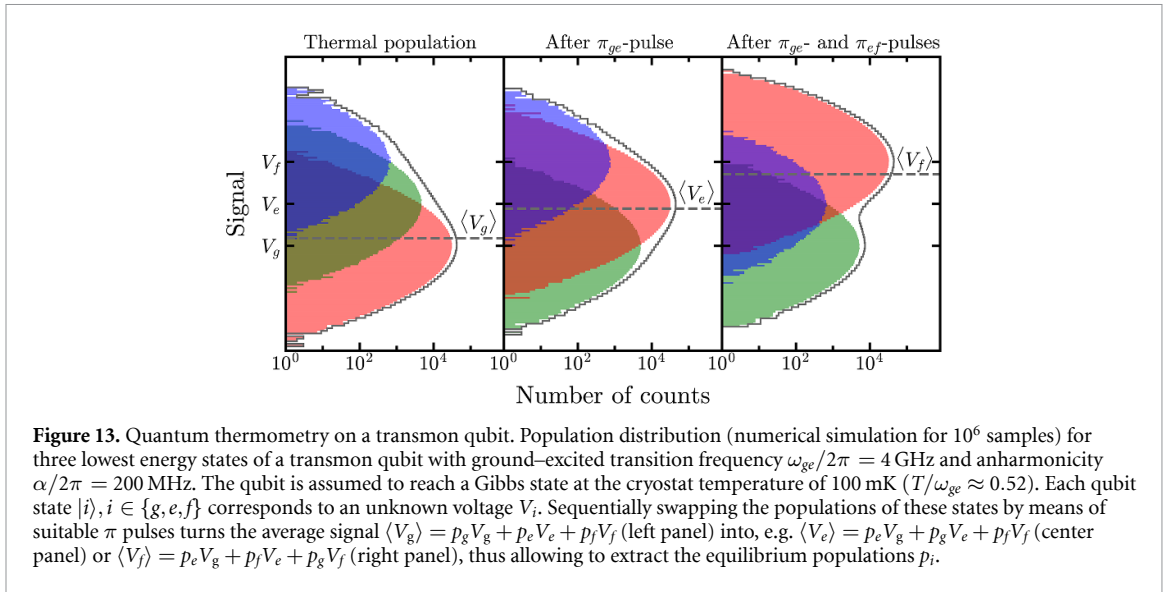 Thermal population
After π_ge-pulse
After π_ge- and π_ef-pulses
Signal
V_f
V_e
V_g
⟨V_g⟩
⟨V_e⟩
⟨V_f⟩
10^0 10^2 10^4 10^0 10^2 10^4 10^0 10^2 10^4
Number of counts
Figure 13. Quantum thermometry on a transmon qubit. Population distribution (numerical simulation for 10^6 samples) for
three lowest energy states of a transmon qubit with ground–excited transition frequency ω_ge/2π = 4 GHz and anharmonicity
α/2π = 200 MHz. The qubit is assumed to reach a Gibbs state at the cryostat temperature of 100 mK (T/ω_ge ≈ 0.52). Each qubit
state |i⟩, i ∈ {g, e, f} corresponds to an unknown voltage V_i. Sequentially swapping the populations of these states by means of
suitable π pulses turns the average signal ⟨V_g⟩ = p_gV_g + p_eV_e + p_fV_f (left panel) into, e.g. ⟨V_e⟩ = p_eV_g + p_gV_e + p_fV_f (center
panel) or ⟨V_f⟩ = p_eV_g + p_fV_e + p_gV_f (right panel), thus allowing to extract the equilibrium populations p_i.